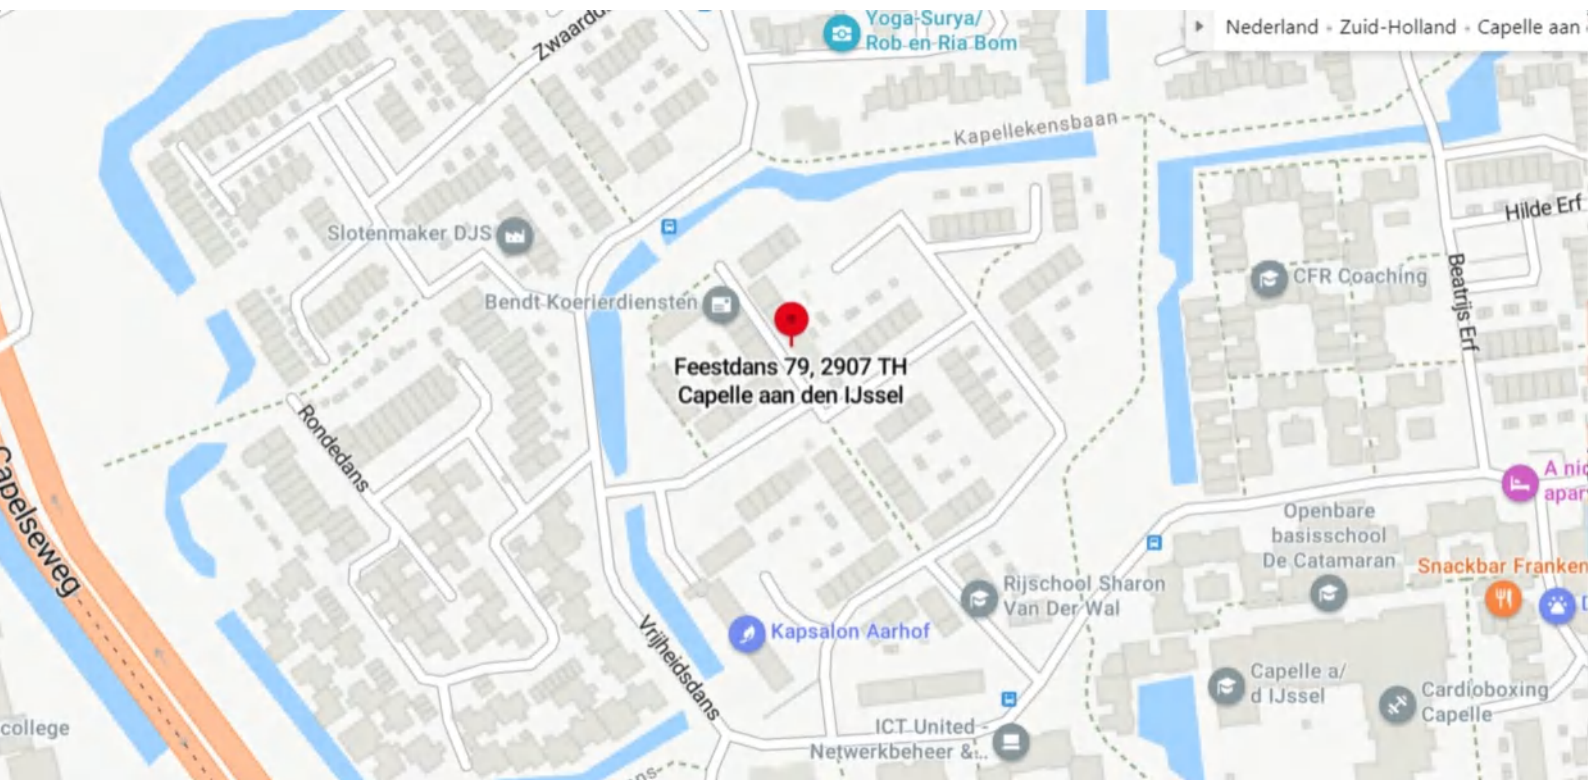 Yoga-Surya/
Rob en Ria Bom
Nederland • Zuid-Holland • Capelle aan
Kapellekensbaan
Slotenmaker DJS
Hilde Erf
CFR Coaching
Beatrijs Erf
Bendt Koerierdiensten
Feestdans 79, 2907 TH
Capelle aan den IJssel
Rondedans
Capelseweg
A
Openbare
basisschool
De Catamaran
Snackbar Franken
Rijschool Sharon
Van Der Wal
Kapsalon Aarhof
Vrijheidsdans
Capelle a/
d IJssel
Cardioboxing
Capelle
college
ICT United -
Netwerkbeheer &...